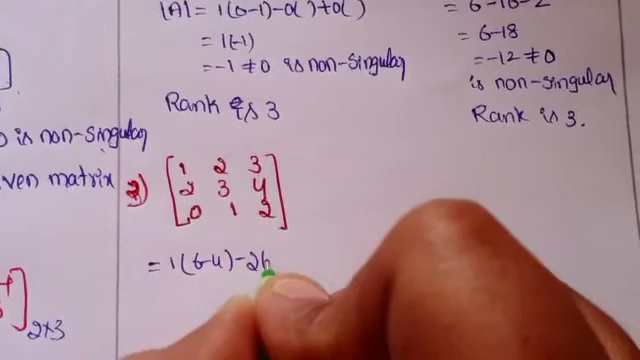 |A| = 1(0-1)-0( )+0( )
= 1(-1)
= -1 ≠ 0 is non-singular
Rank is 3
= 6-18
= -12 ≠ 0
is non-singular
Rank is 3.
is non-singular
ven matrix
2×3
2) [1 2 3
2 3 4
0 1 2]
= 1(6-4)-2(